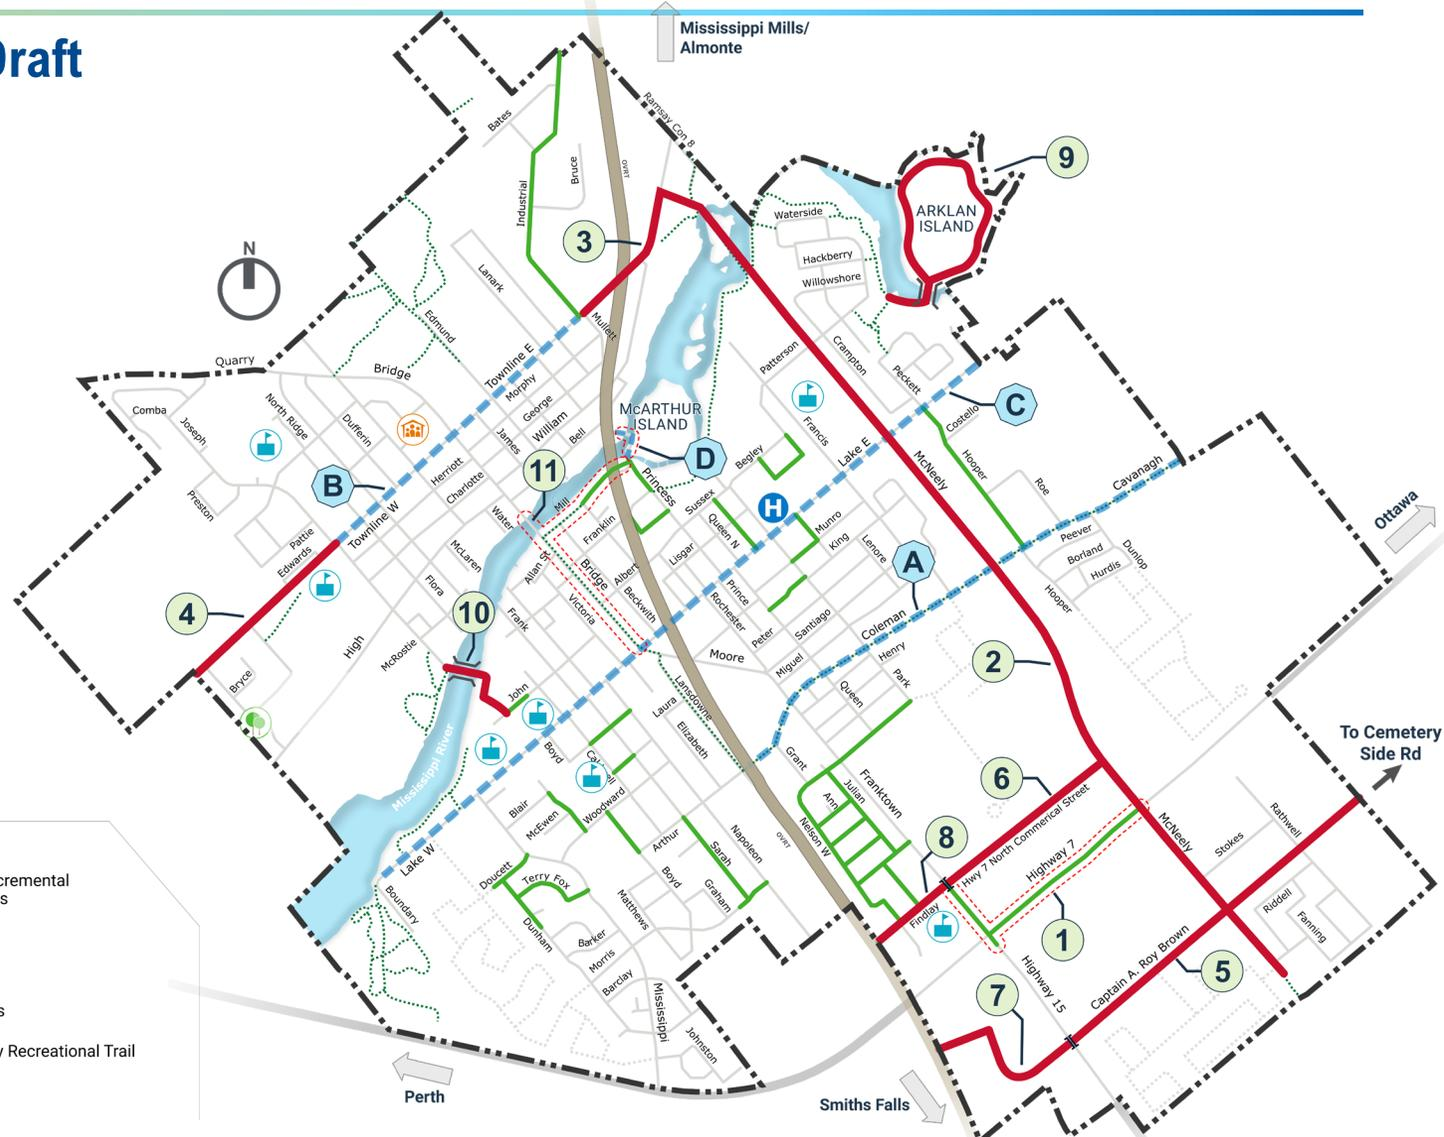 Draft
Mississippi Mills/
Almonte
Ramsay Con 8
Bates
Bruce
OVRT
Industrial
9
ARKLAN
ISLAND
Waterside
3
Hackberry
Willowshore
N
Lanark
Edmund
Mullett
Quarry
Bridge
Townline E
Morphy
George
William
Bell
James
McARTHUR
ISLAND
Patterson
Crampton
Peckett
Costello
C
Comba
Joseph
North Ridge
Dufferin
Francis
Lake E
McNeely
Hooper
Roe
Cavanagh
B
Herriott
Charlotte
11
D
Begley
Princess
Sussex
Queen N
H
Preston
Townline W
Water
Mill
Franklin
Lisgar
Munro
King
Lenore
A
Peever
Borland
Hurdis
Dunlop
Hooper
Ottawa
Pattie
Edwards
McLaren
Flora
Allan St
Bridge
Albert
Beckwith
Victoria
Prince
Rochester
Peter
Santiago
Coleman
4
10
Frank
High
McRostie
Moore
Miguel
Henry
Park
Queen
2
Bryce
John
Lansdowne
Laura
Elizabeth
Mississippi River
Boyd
Grant
To Cemetery
Side Rd
Franktown
Julian
Ann
Nelson W
6
Hwy 7 North Commerical Street
Blair
McEwen
Woodward
Arthur
Napoleon
Sarah
OVRT
8
Highway 7
McNeely
Stokes
Rathwell
Lake W
Boundary
Doucett
Terry Fox
Boyd
Graham
Matthews
Dunham
Findlay
1
Riddell
Fanning
Barker
Morris
Barclay
Highway 15
Captain A. Roy Brown
5
7
Mississippi
Johnston
cremental
s
s
y Recreational Trail
Perth
Smiths Falls